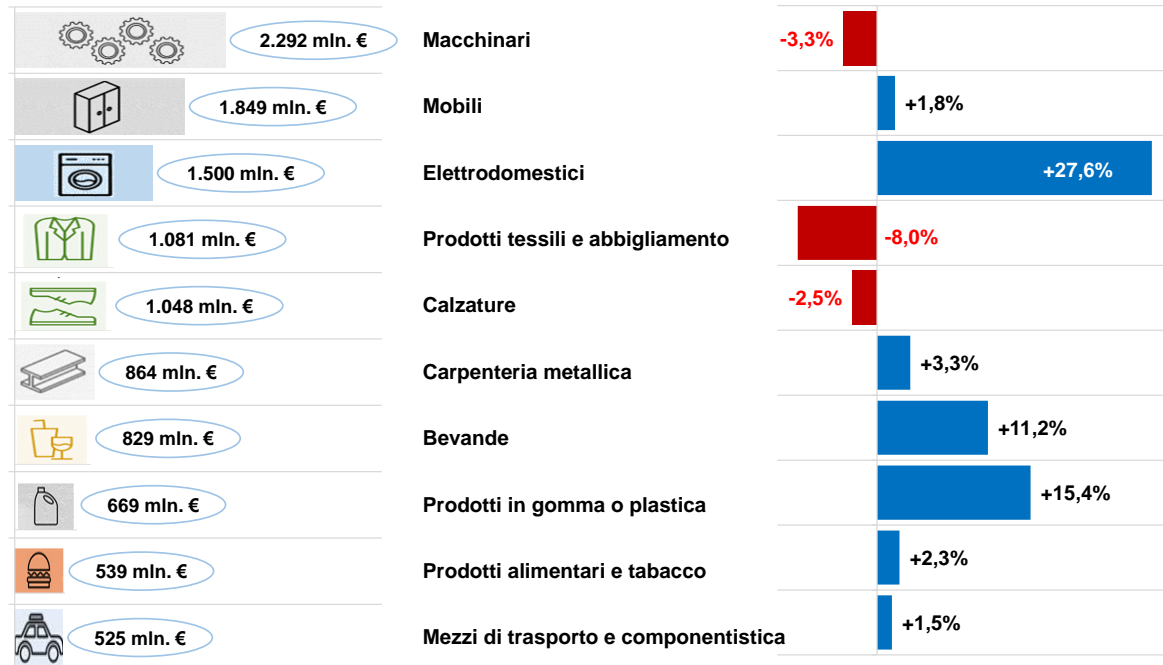 2.292 mln. € Macchinari -3,3%
1.849 mln. € Mobili +1,8%
1.500 mln. € Elettrodomestici +27,6%
1.081 mln. € Prodotti tessili e abbigliamento -8,0%
1.048 mln. € Calzature -2,5%
864 mln. € Carpenteria metallica +3,3%
829 mln. € Bevande +11,2%
669 mln. € Prodotti in gomma o plastica +15,4%
539 mln. € Prodotti alimentari e tabacco +2,3%
525 mln. € Mezzi di trasporto e componentistica +1,5%